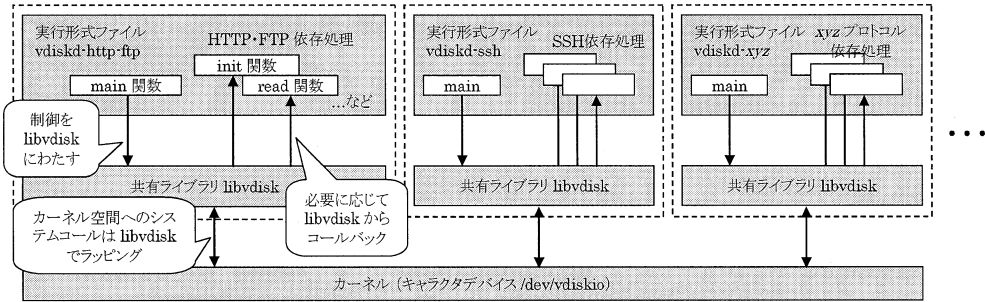 実行形式ファイル
vdiskd-http-ftp
HTTP・FTP 依存処理
init 関数
main 関数
read 関数
…など
制御を
libvdisk
にわたす
共有ライブラリ libvdisk
カーネル空間へのシス
テムコールは libvdisk
でラッピング
必要に応じて
libvdisk から
コールバック
実行形式ファイル
vdiskd-ssh
SSH依存処理
main
共有ライブラリ libvdisk
実行形式ファイル
vdiskd-xyz
xyz プロトコル
依存処理
main
共有ライブラリ libvdisk
…
カーネル（キャラクタデバイス /dev/vdiskio）